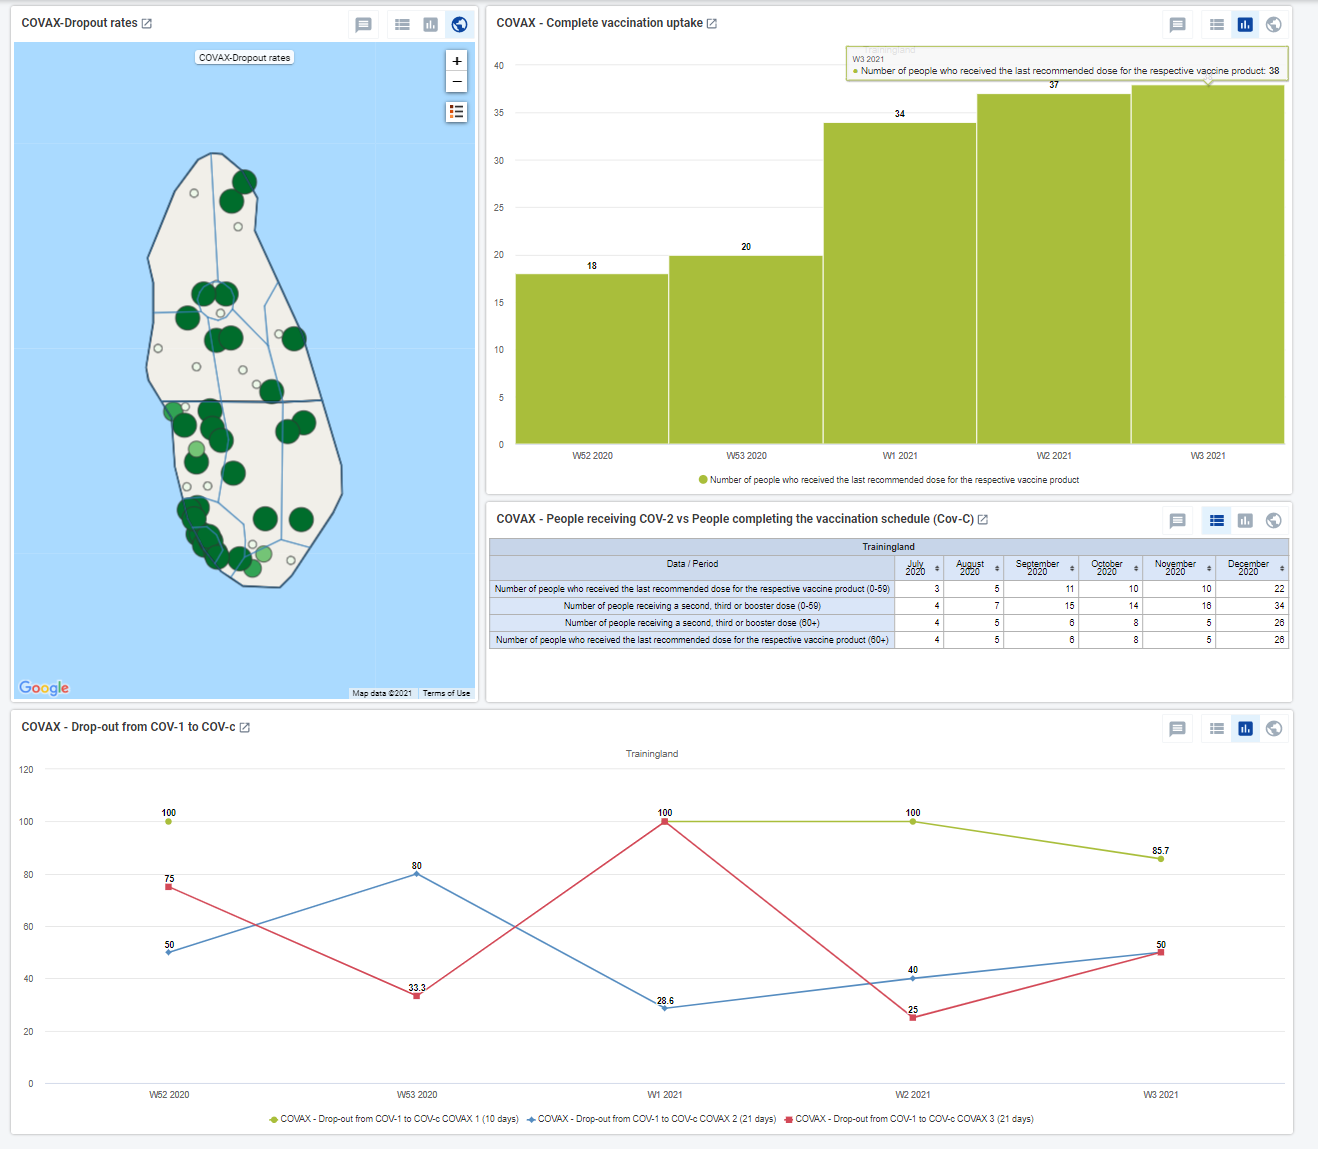 COVAX-Dropout rates
COVAX-Dropout rates
+
−
Google
Map data ©2021
Terms of Use
COVAX - Complete vaccination uptake
Trainingland
W3 2021
Number of people who received the last recommended dose for the respective vaccine product: 38
40
35
30
25
20
15
10
5
0
18
20
34
37
W52 2020
W53 2020
W1 2021
W2 2021
W3 2021
Number of people who received the last recommended dose for the respective vaccine product
COVAX - People receiving COV-2 vs People completing the vaccination schedule (Cov-C)
Trainingland
Data / Period July 2020 August 2020 September 2020 October 2020 November 2020 December 2020
Number of people who received the last recommended dose for the respective vaccine product (0-59) 3 5 11 10 10 22
Number of people receiving a second, third or booster dose (0-59) 4 7 15 14 16 34
Number of people receiving a second, third or booster dose (60+) 4 5 6 8 5 26
Number of people who received the last recommended dose for the respective vaccine product (60+) 4 5 6 8 5 26
COVAX - Drop-out from COV-1 to COV-c
Trainingland
120
100
80
60
40
20
0
100
75
50
80
33.3
100
28.6
100
40
25
85.7
50
W52 2020
W53 2020
W1 2021
W2 2021
W3 2021
COVAX - Drop-out from COV-1 to COV-c COVAX 1 (10 days)
COVAX - Drop-out from COV-1 to COV-c COVAX 2 (21 days)
COVAX - Drop-out from COV-1 to COV-c COVAX 3 (21 days)